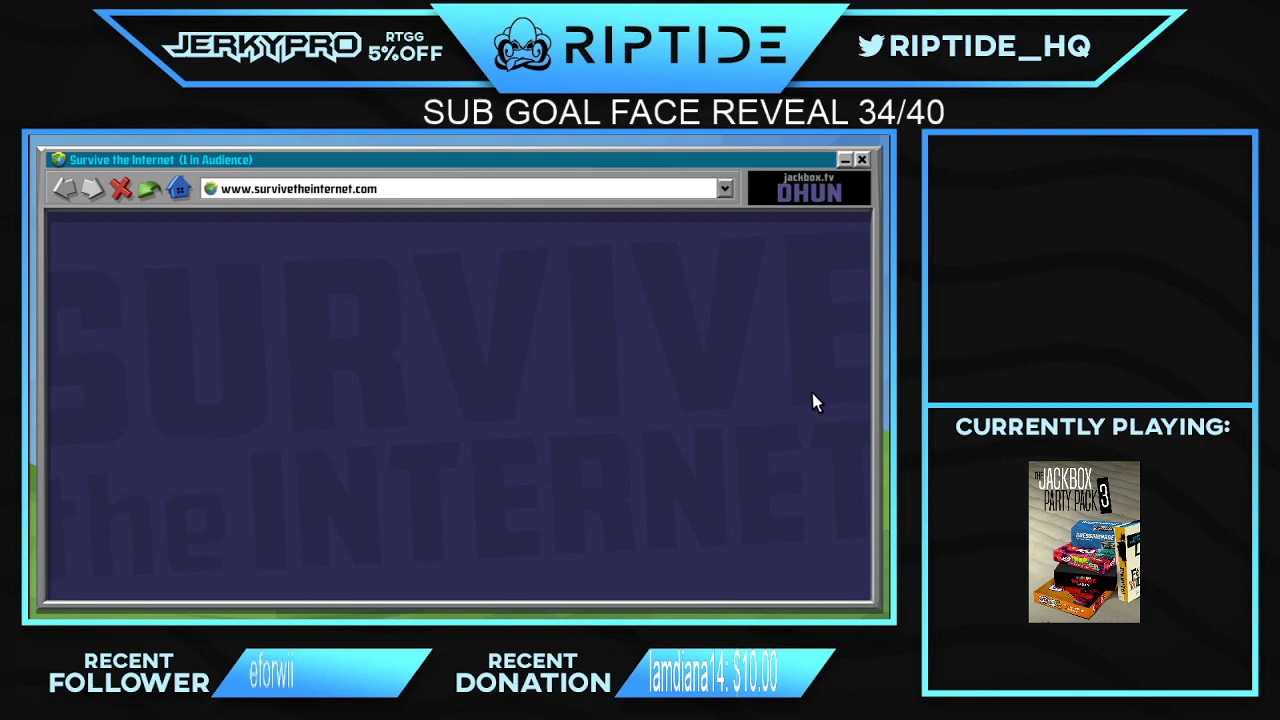 JERKYPRO
RTGG
5% OFF
RIPTIDE
RIPTIDE_HQ
SUB GOAL FACE REVEAL 34/40
Survive the Internet (1 in Audience)
www.survivetheinternet.com
jackbox.tv
DHUN
SURVIVE
the INTERNET
CURRENTLY PLAYING:
THE
JACKBOX
PARTY PACK 3
RECENT
FOLLOWER
eforwii
RECENT
DONATION
lamdiana14: $10.00